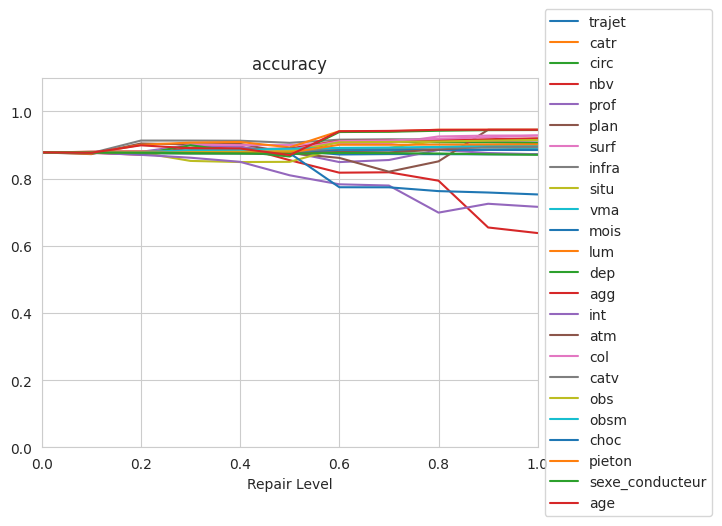 accuracy
1.0
0.8
0.6
0.4
0.2
0.0
0.0 0.2 0.4 0.6 0.8 1.0
Repair Level
trajet
catr
circ
nbv
prof
plan
surf
infra
situ
vma
mois
lum
dep
agg
int
atm
col
catv
obs
obsm
choc
pieton
sexe_conducteur
age